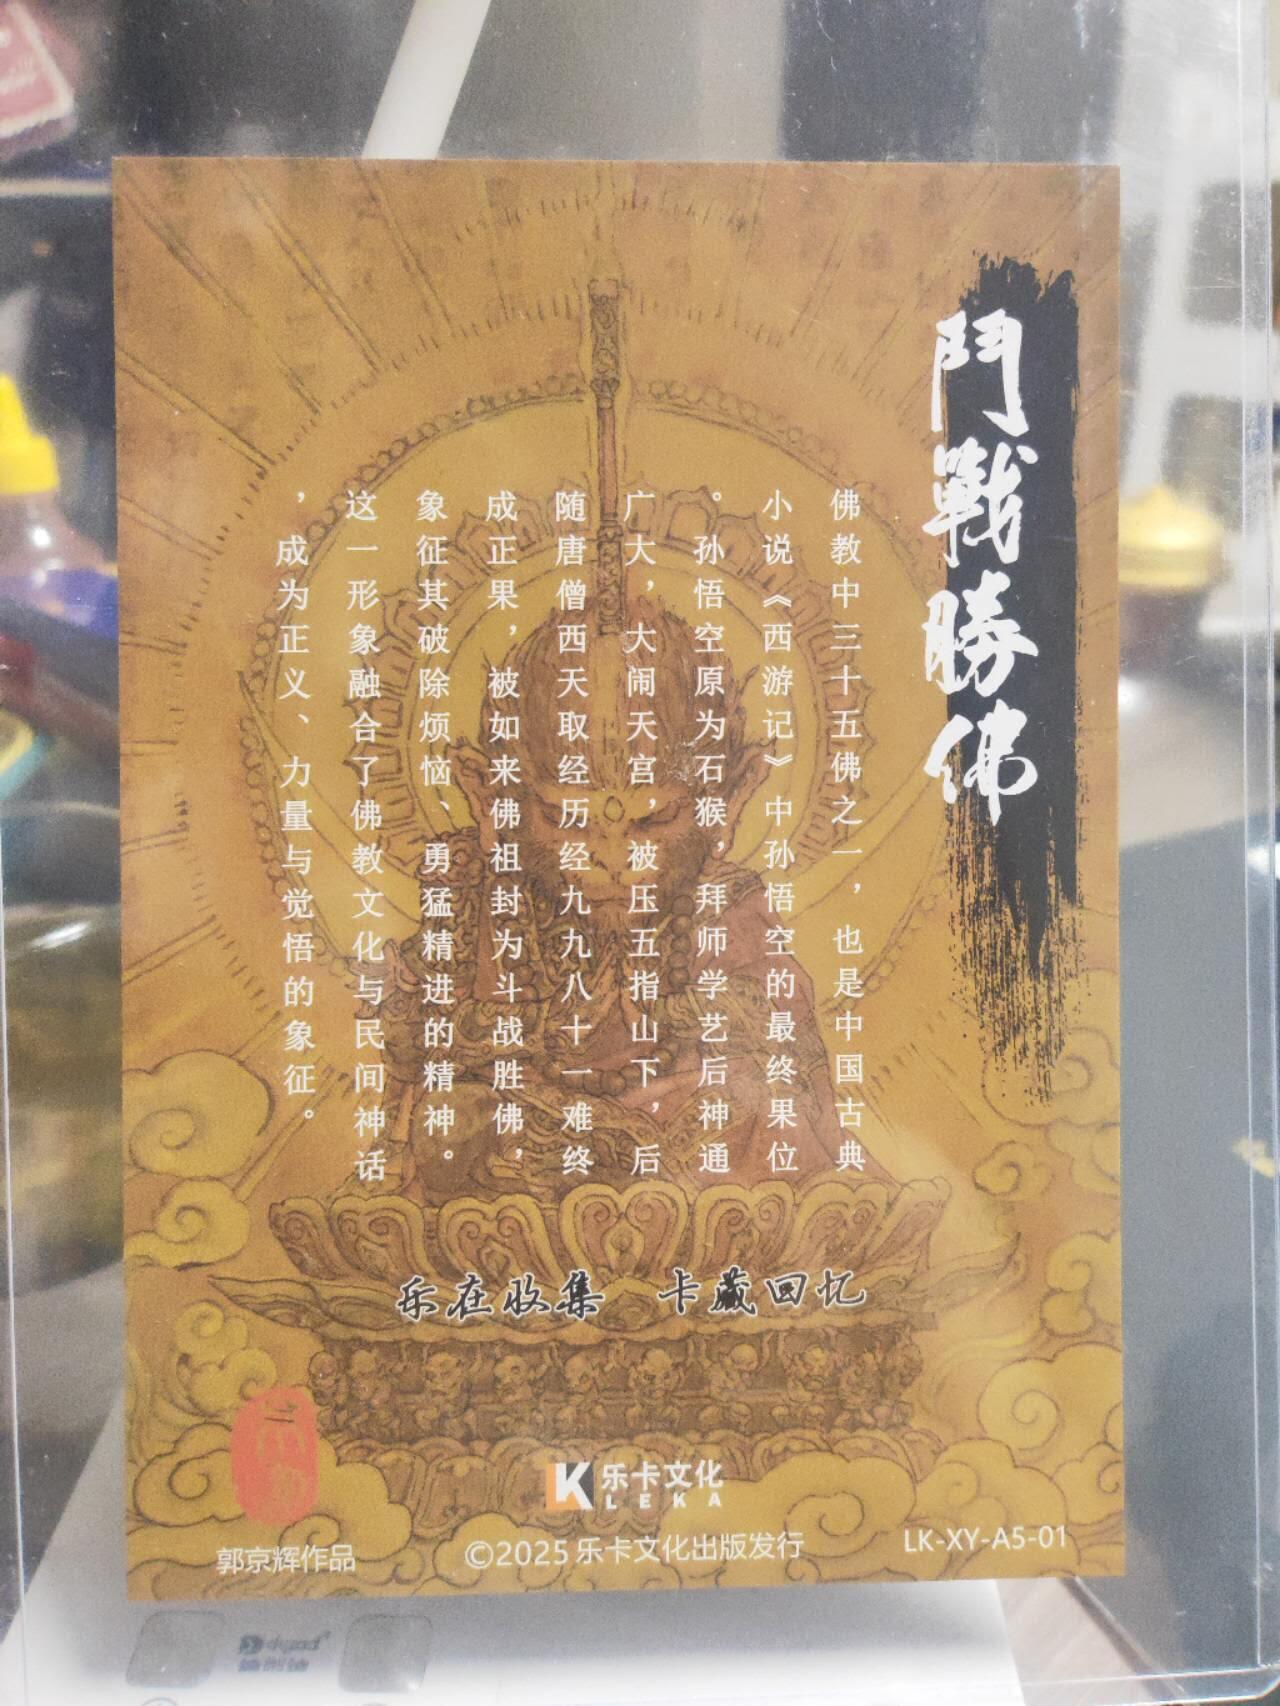 鬥戰勝佛
佛教中三十五佛之一，也是中国古典
小说《西游记》中孙悟空的最终果位
。孙悟空原为石猴，拜师学艺后神通
广大，大闹天宫，被压五指山下，后
随唐僧西天取经历经九九八十一难终
成正果，被如来佛祖封为斗战胜佛，
象征其破除烦恼、勇猛精进的精神。
这一形象融合了佛教文化与民间神话
，成为正义、力量与觉悟的象征。
乐在收集 卡藏回忆
LK 乐卡文化
LEKA
郭京辉作品
©2025乐卡文化出版发行
LK-XY-A5-01